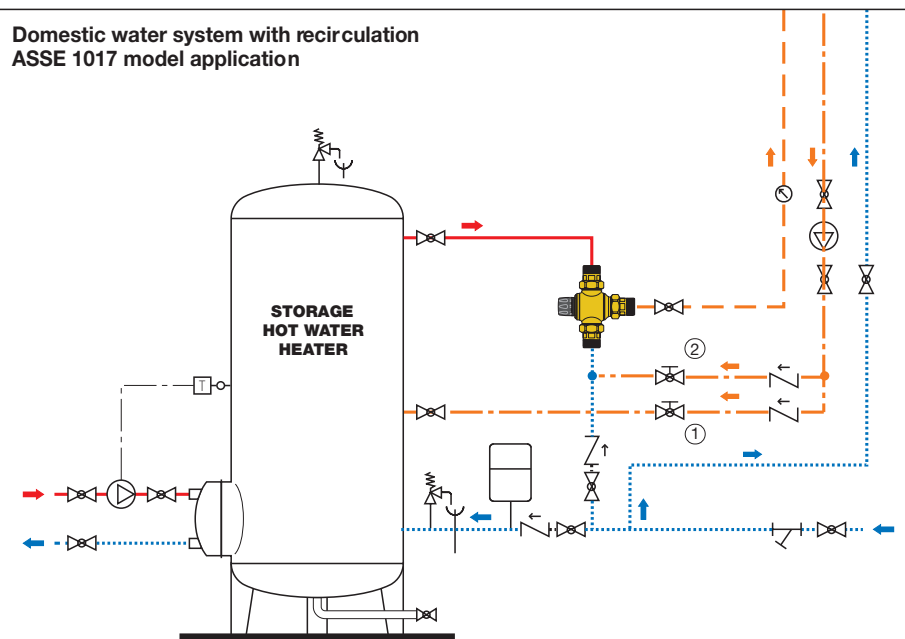 Domestic water system with recirculation
ASSE 1017 model application
STORAGE
HOT WATER
HEATER
T
2
1